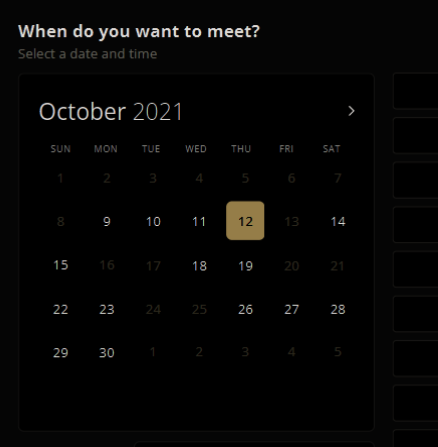 When do you want to meet?
Select a date and time
October 2021 >
SUN MON TUE WED THU FRI SAT
1 2 3 4 5 6 7
8 9 10 11 12 13 14
15 16 17 18 19 20 21
22 23 24 25 26 27 28
29 30 1 2 3 4 5